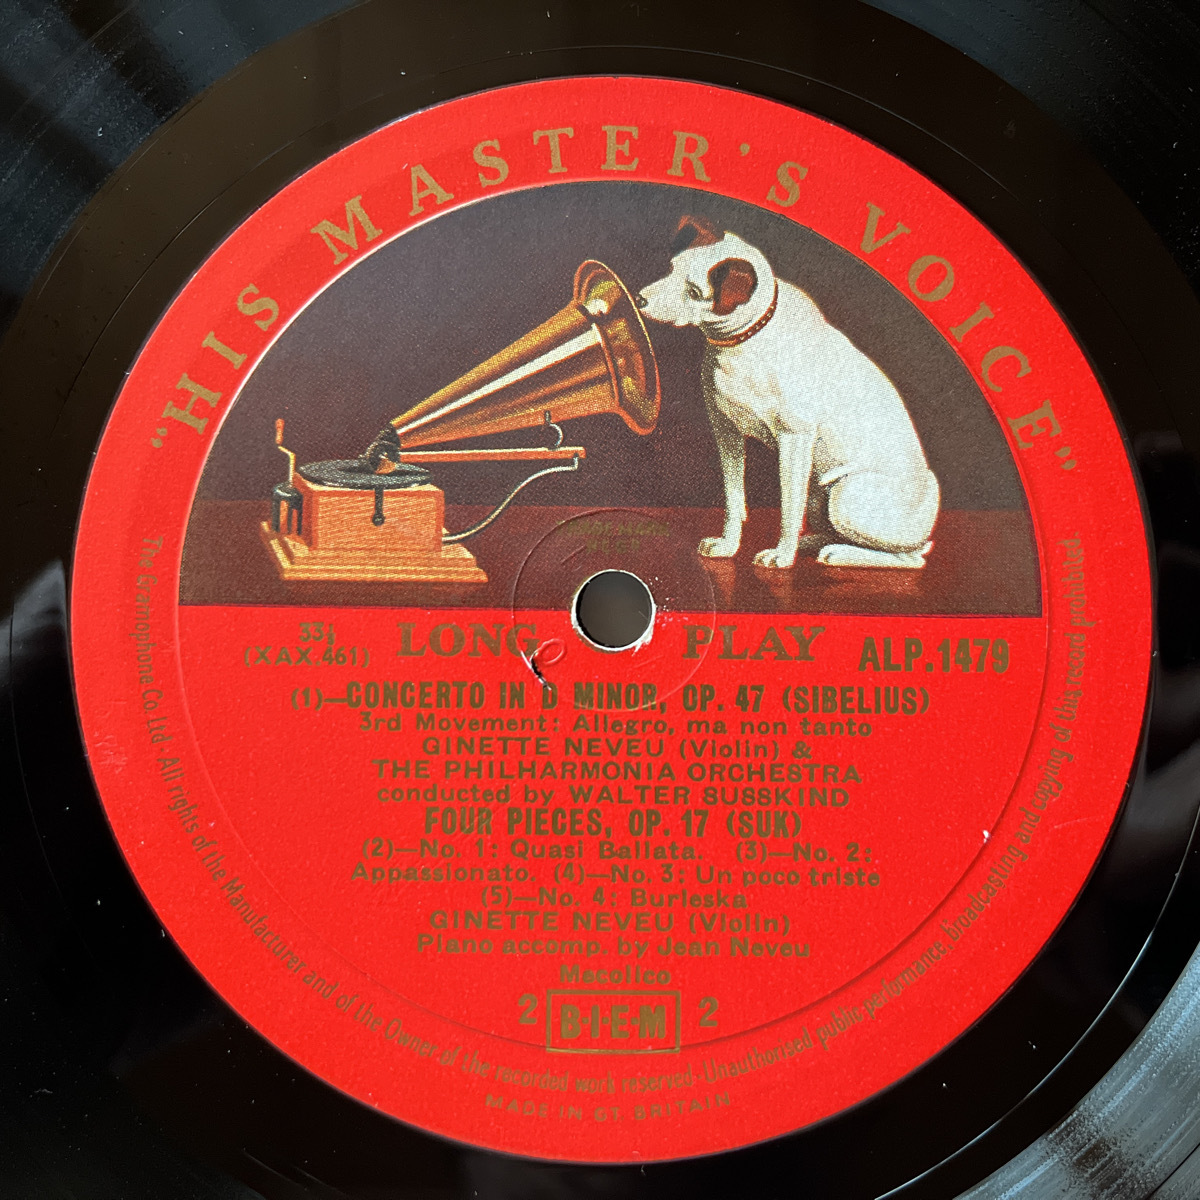 "HIS MASTER'S VOICE"
33⅓
(XAX.461)
LONG PLAY
ALP.1479
(1)—CONCERTO IN D MINOR, OP. 47 (SIBELIUS)
3rd Movement: Allegro, ma non tanto
GINETTE NEVEU (Violin) &
THE PHILHARMONIA ORCHESTRA
conducted by WALTER SUSSKIND
FOUR PIECES, OP. 17 (SUK)
(2)—No. 1: Quasi Ballata. (3)—No. 2:
Appassionato. (4)—No. 3: Un poco triste
(5)—No. 4: Burleska
GINETTE NEVEU (Violin)
Piano accomp. by Jean Neveu
Mecolico
2 B·I·E·M 2
The Gramophone Co. Ltd · All rights of the Manufacturer and of the Owner of the recorded work reserved · Unauthorised public performance, broadcasting and copying of this record prohibited.
MADE IN GT. BRITAIN